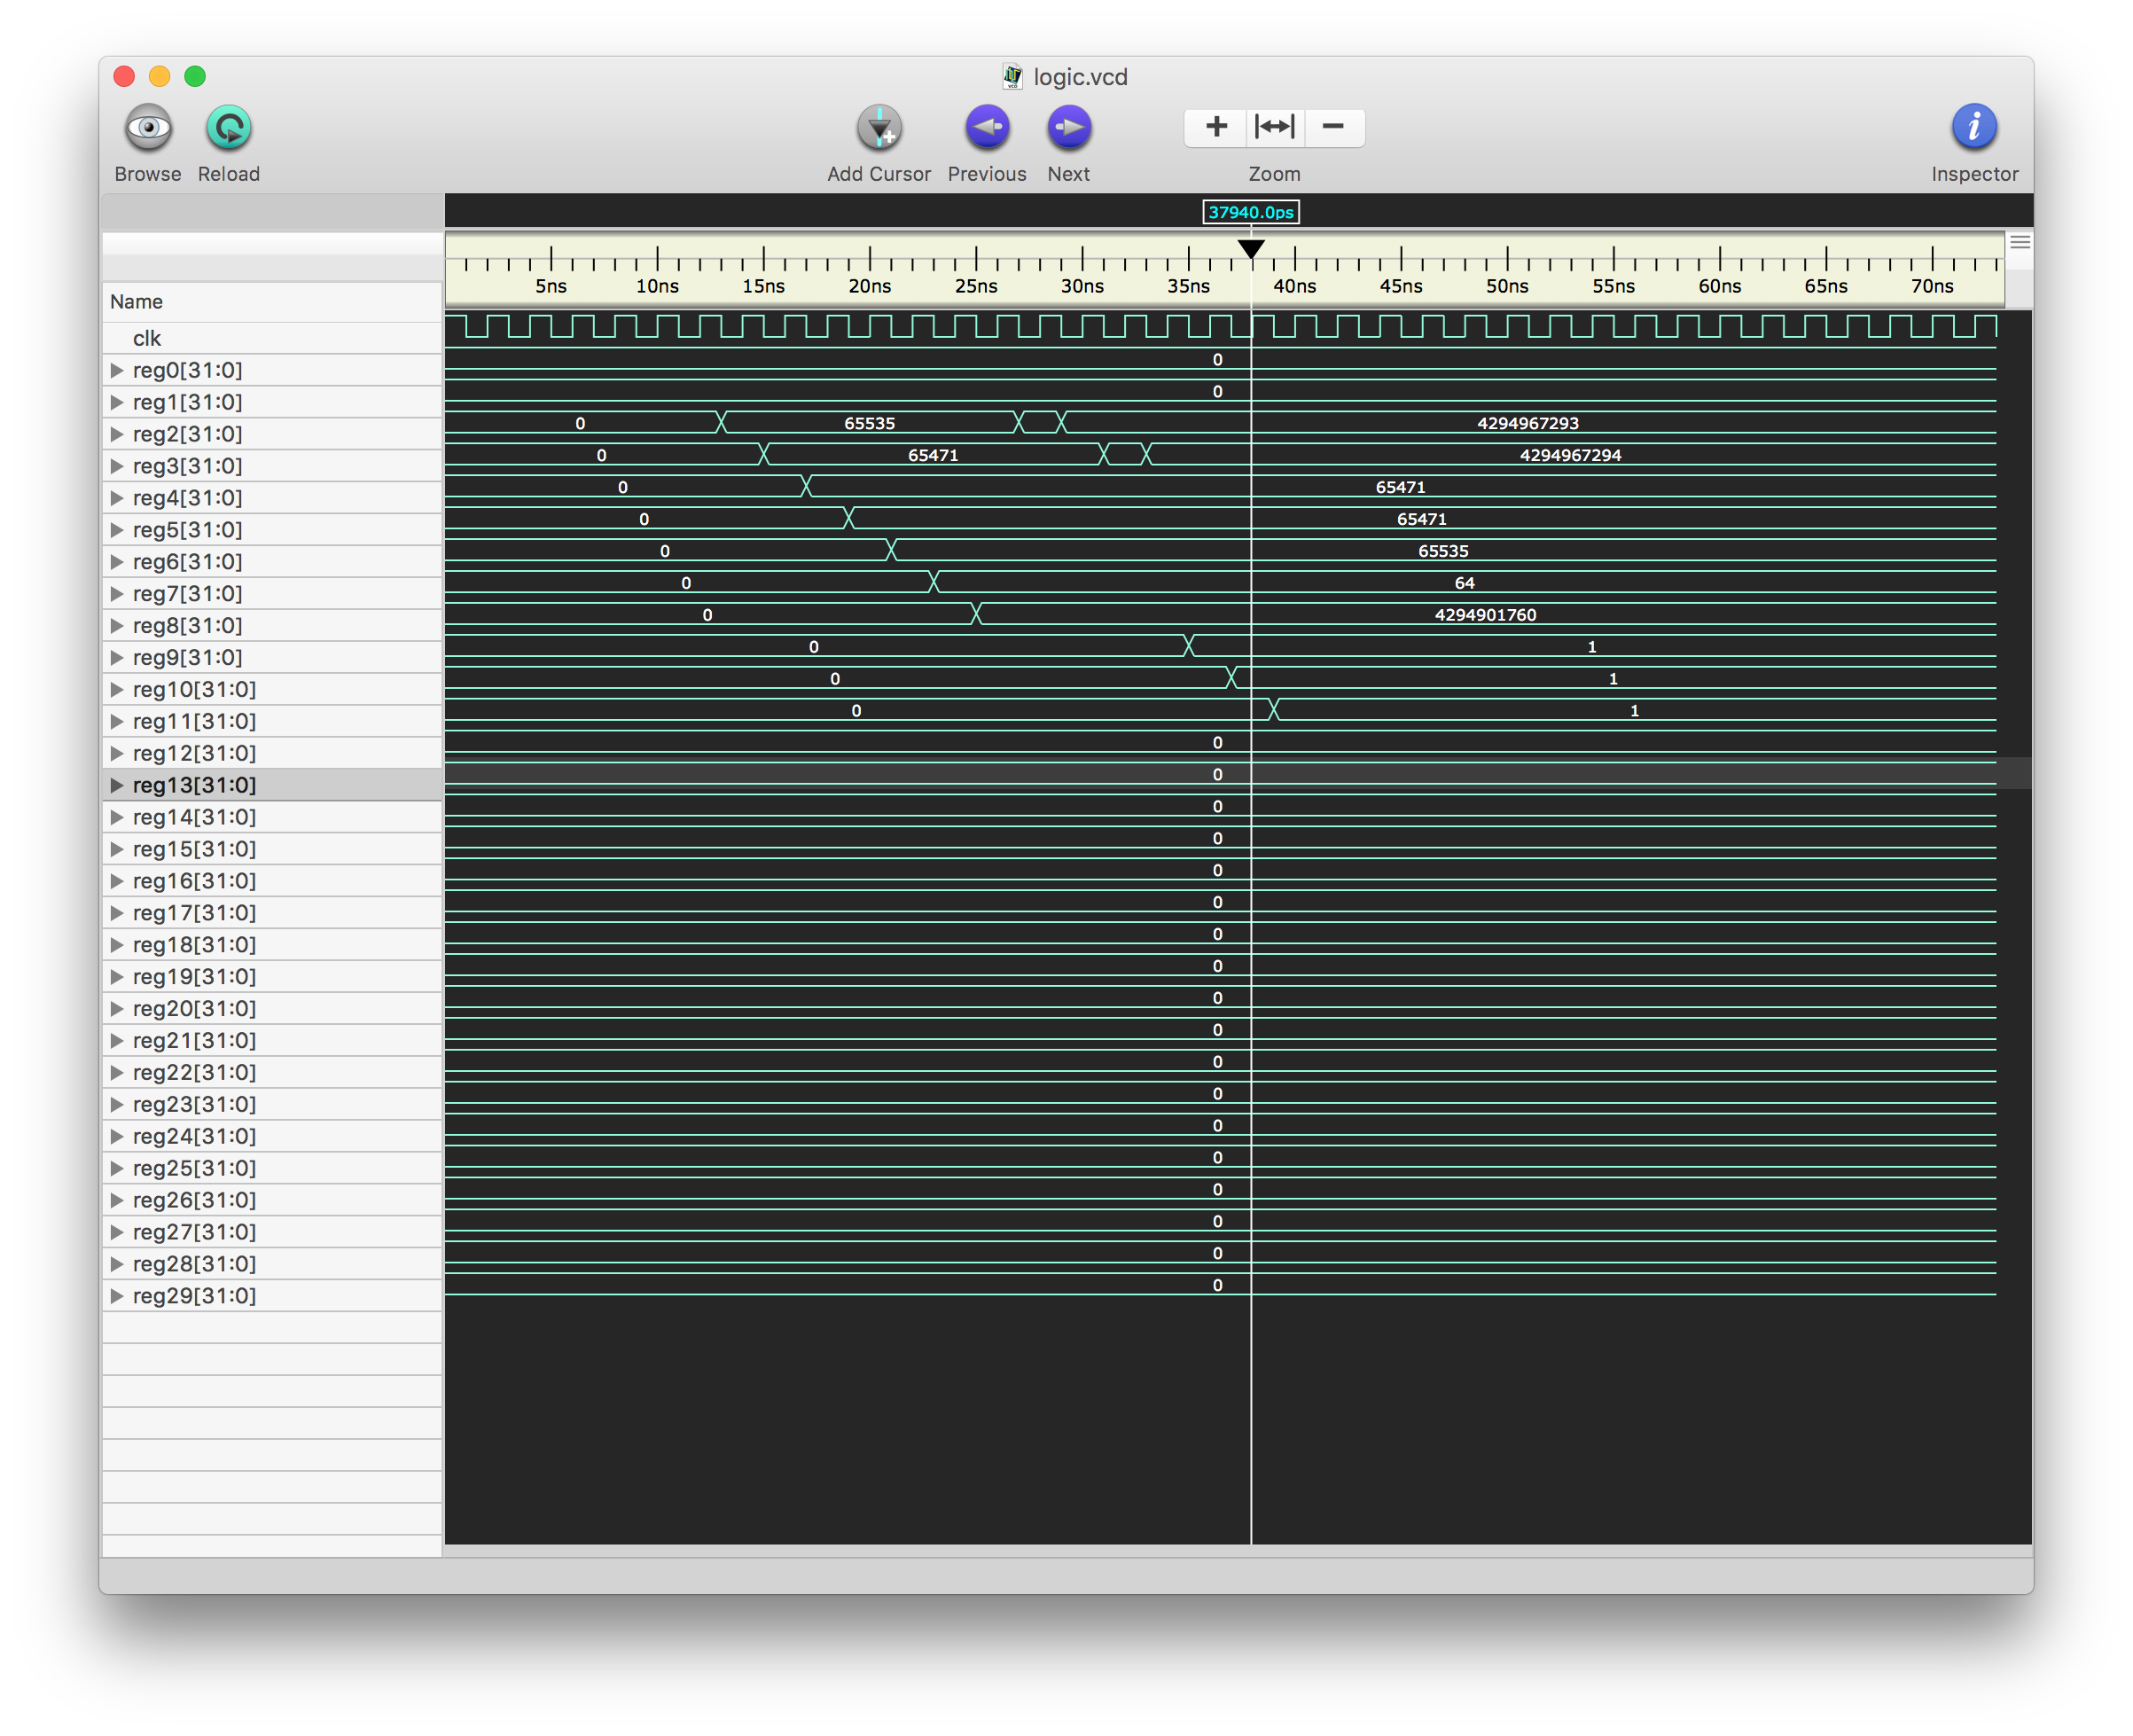 logic.vcd
Browse Reload Add Cursor Previous Next Zoom Inspector
37940.0ps
5ns 10ns 15ns 20ns 25ns 30ns 35ns 40ns 45ns 50ns 55ns 60ns 65ns 70ns
Name
clk
reg0[31:0] 0
reg1[31:0] 0
reg2[31:0] 0 65535 4294967293
reg3[31:0] 0 65471 4294967294
reg4[31:0] 0 65471
reg5[31:0] 0 65471
reg6[31:0] 0 65535
reg7[31:0] 0 64
reg8[31:0] 0 4294901760
reg9[31:0] 0 1
reg10[31:0] 0 1
reg11[31:0] 0 1
reg12[31:0] 0
reg13[31:0] 0
reg14[31:0] 0
reg15[31:0] 0
reg16[31:0] 0
reg17[31:0] 0
reg18[31:0] 0
reg19[31:0] 0
reg20[31:0] 0
reg21[31:0] 0
reg22[31:0] 0
reg23[31:0] 0
reg24[31:0] 0
reg25[31:0] 0
reg26[31:0] 0
reg27[31:0] 0
reg28[31:0] 0
reg29[31:0] 0